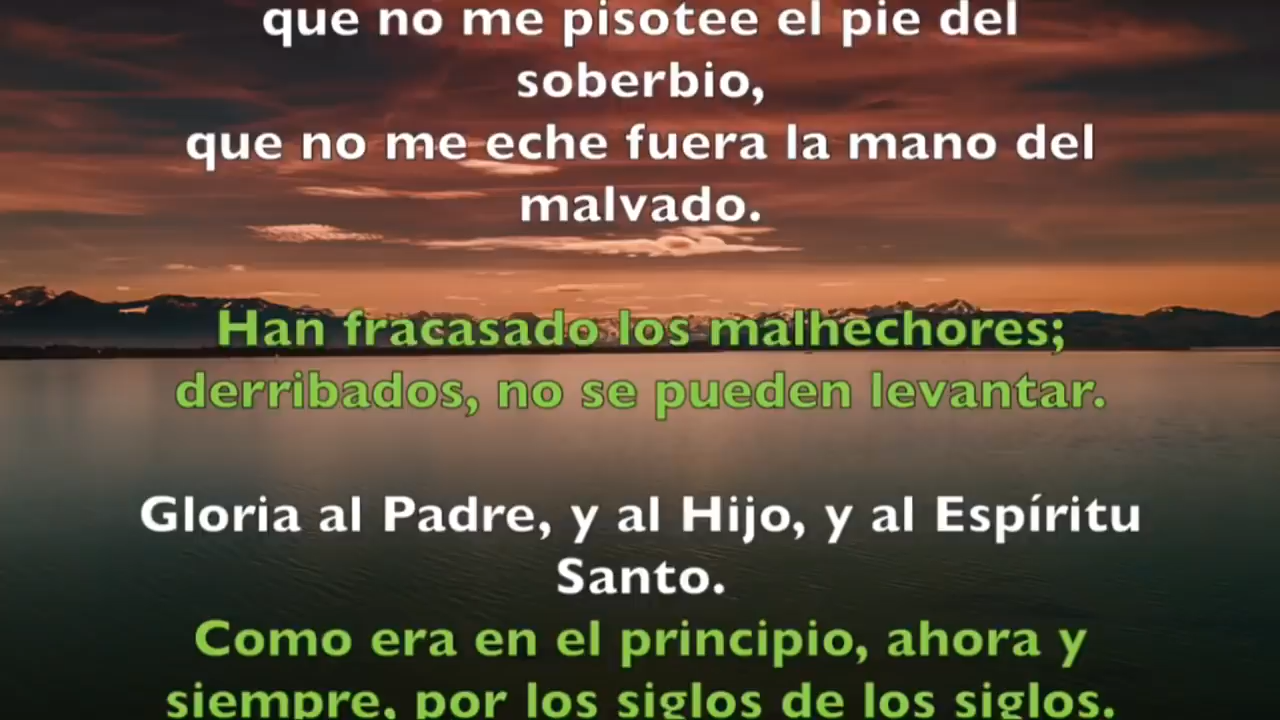 que no me pisotee el pie del
soberbio,
que no me eche fuera la mano del
malvado.
Han fracasado los malhechores;
derribados, no se pueden levantar.
Gloria al Padre, y al Hijo, y al Espíritu
Santo.
Como era en el principio, ahora y
siempre, por los siglos de los siglos.